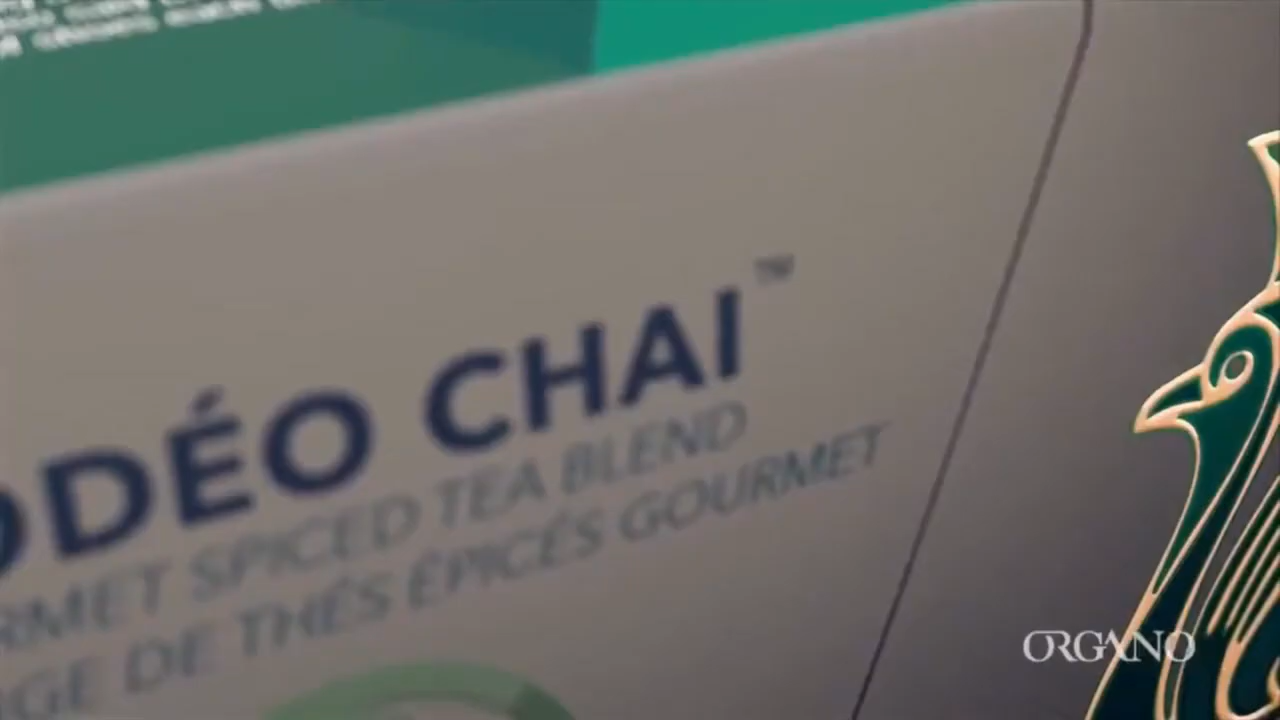 ODÉO CHAI™
RMET SPICED TEA BLEND
GE DE THÉS ÉPICÉS GOURMET
ORGANO